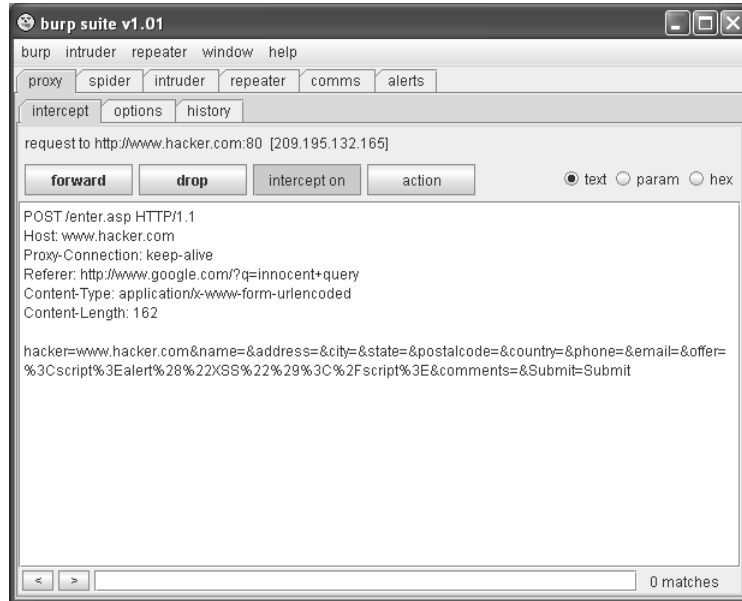 burp suite v1.01
burp intruder repeater window help
proxy spider intruder repeater comms alerts
intercept options history
request to http://www.hacker.com:80 [209.195.132.165]
forward drop intercept on action text param hex
POST /enter.asp HTTP/1.1
Host: www.hacker.com
Proxy-Connection: keep-alive
Referer: http://www.google.com/?q=innocent+query
Content-Type: application/x-www-form-urlencoded
Content-Length: 162
hacker=www.hacker.com&name=&address=&city=&state=&postalcode=&country=&phone=&email=&offer=
%3Cscript%3Ealert%28%22XSS%22%29%3C%2Fscript%3E&comments=&Submit=Submit
< > 0 matches